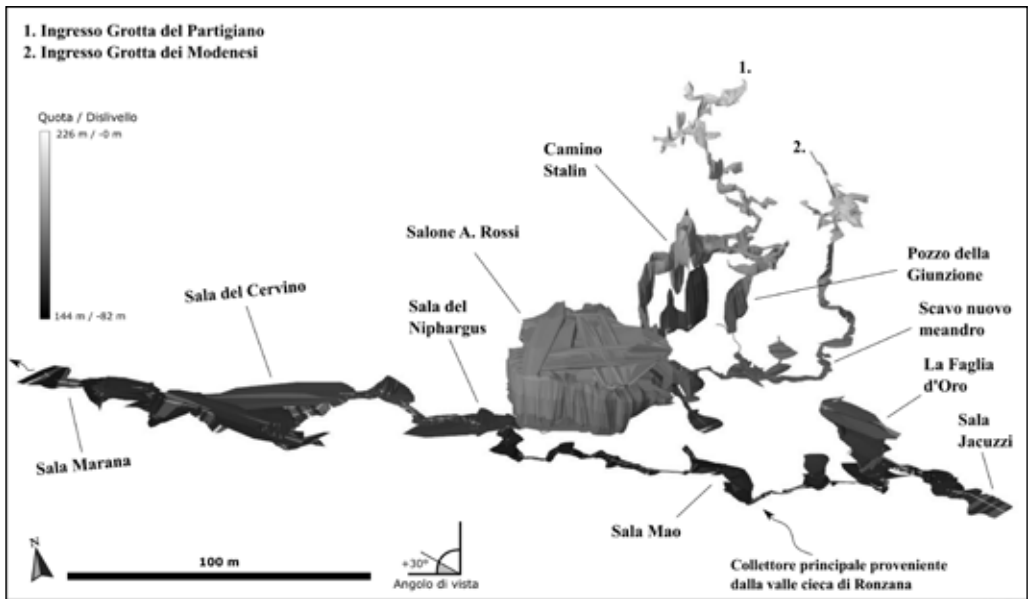 1. Ingresso Grotta del Partigiano
2. Ingresso Grotta dei Modenesi
Quota / Dislivello
226 m / -0 m
144 m / -82 m
1.
2.
Camino
Stalin
Salone A. Rossi
Pozzo della
Giunzione
Sala del Cervino
Sala del
Niphargus
Scavo nuovo
meandro
La Faglia
d'Oro
Sala
Jacuzzi
Sala Marana
Sala Mao
N
100 m
+30°
Angolo di vista
Collettore principale proveniente
dalla valle cieca di Ronzana